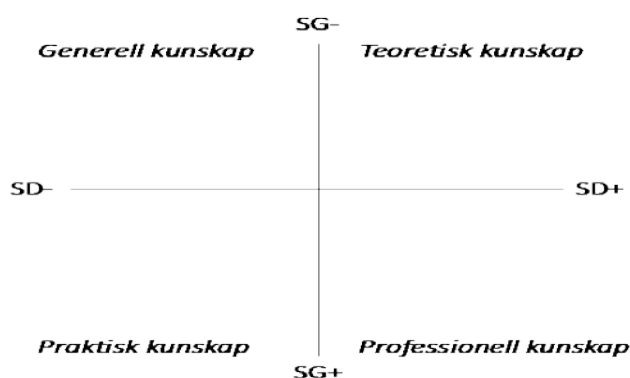 SG–
Generell kunskap Teoretisk kunskap
SD– SD+
Praktisk kunskap Professionell kunskap
SG+